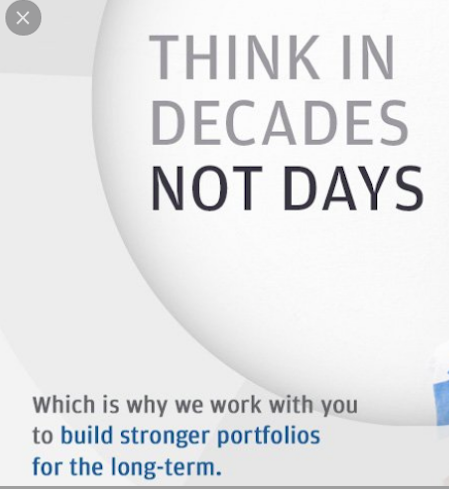 THINK IN
DECADES
NOT DAYS
Which is why we work with you
to build stronger portfolios
for the long-term.